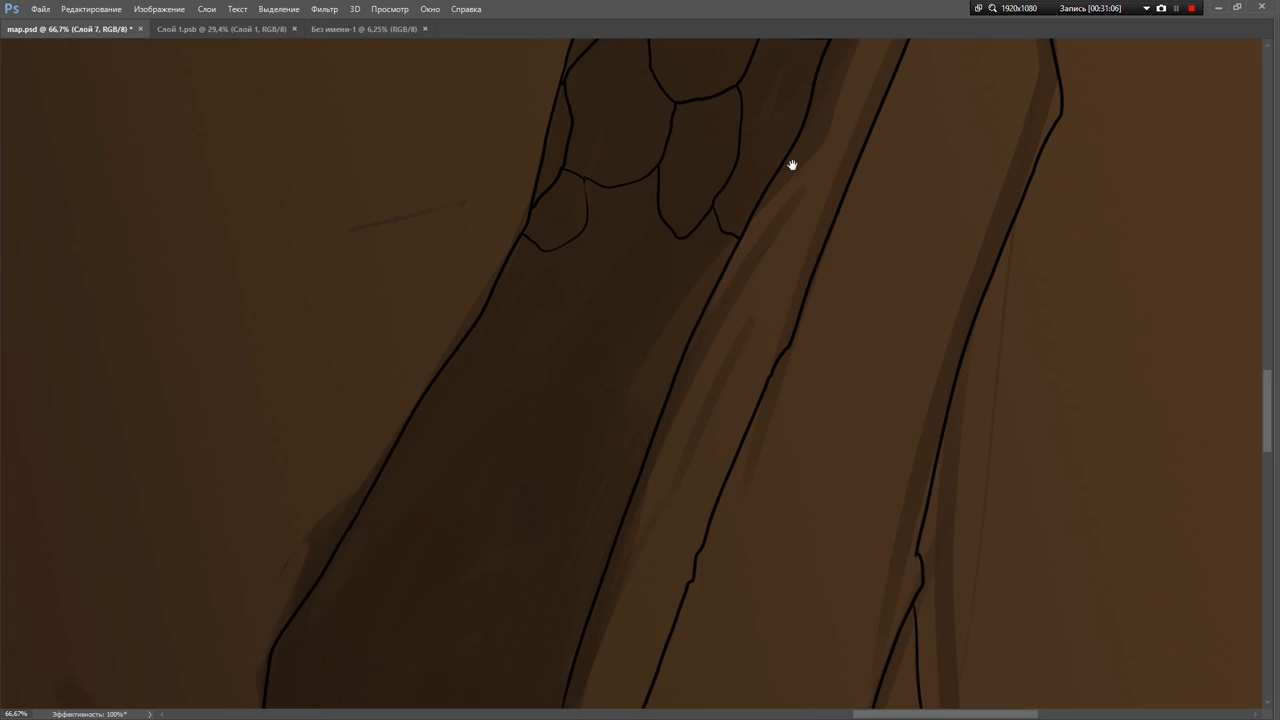 Ps Файл Редактирование Изображение Слои Текст Выделение Фильтр 3D Просмотр Окно Справка 1920x1080 Запись [00:31:06]
map.psd @ 66,7% (Слой 7, RGB/8) * × Слой 1.psb @ 29,4% (Слой 1, RGB/8) × Без имени-1 @ 6,25% (RGB/8) ×
66,67% Эффективность: 100%*